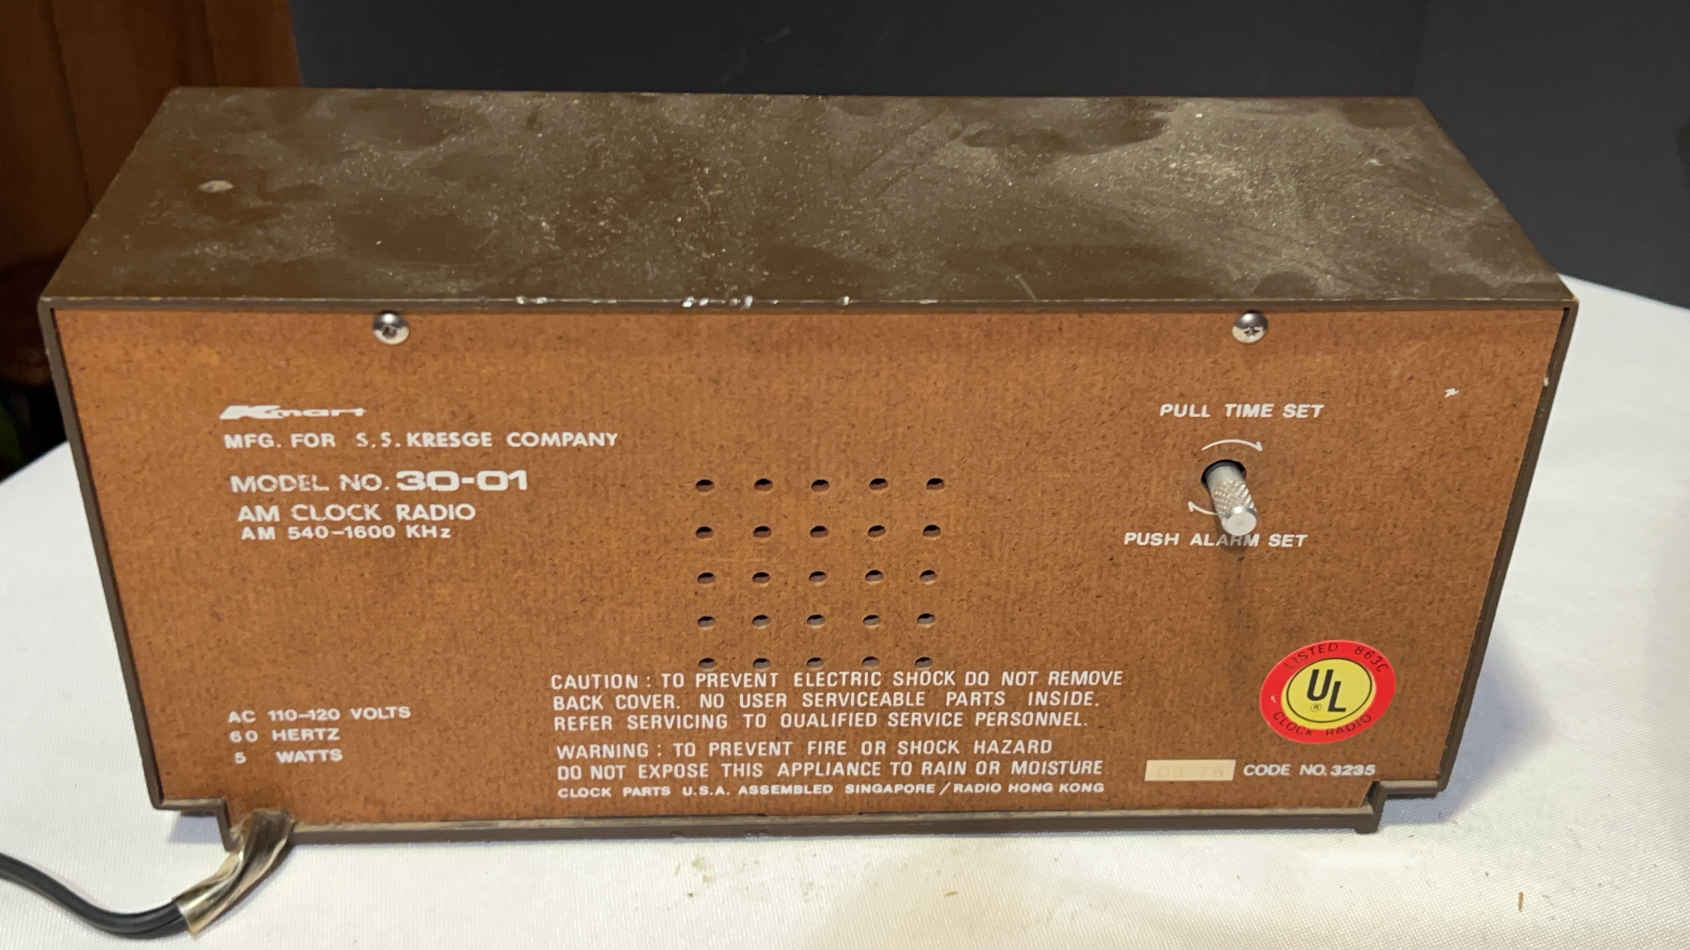 Kmart
MFG. FOR S.S. KRESGE COMPANY
MODEL NO. 30-01
AM CLOCK RADIO
AM 540-1600 KHz
PULL TIME SET
PUSH ALARM SET
AC 110-120 VOLTS
60 HERTZ
5 WATTS
CAUTION : TO PREVENT ELECTRIC SHOCK DO NOT REMOVE
BACK COVER. NO USER SERVICEABLE PARTS INSIDE.
REFER SERVICING TO QUALIFIED SERVICE PERSONNEL.
WARNING : TO PREVENT FIRE OR SHOCK HAZARD
DO NOT EXPOSE THIS APPLIANCE TO RAIN OR MOISTURE
CLOCK PARTS U.S.A. ASSEMBLED SINGAPORE/RADIO HONG KONG
LISTED 863C
UL
®
CLOCK RADIO
CODE NO. 3235